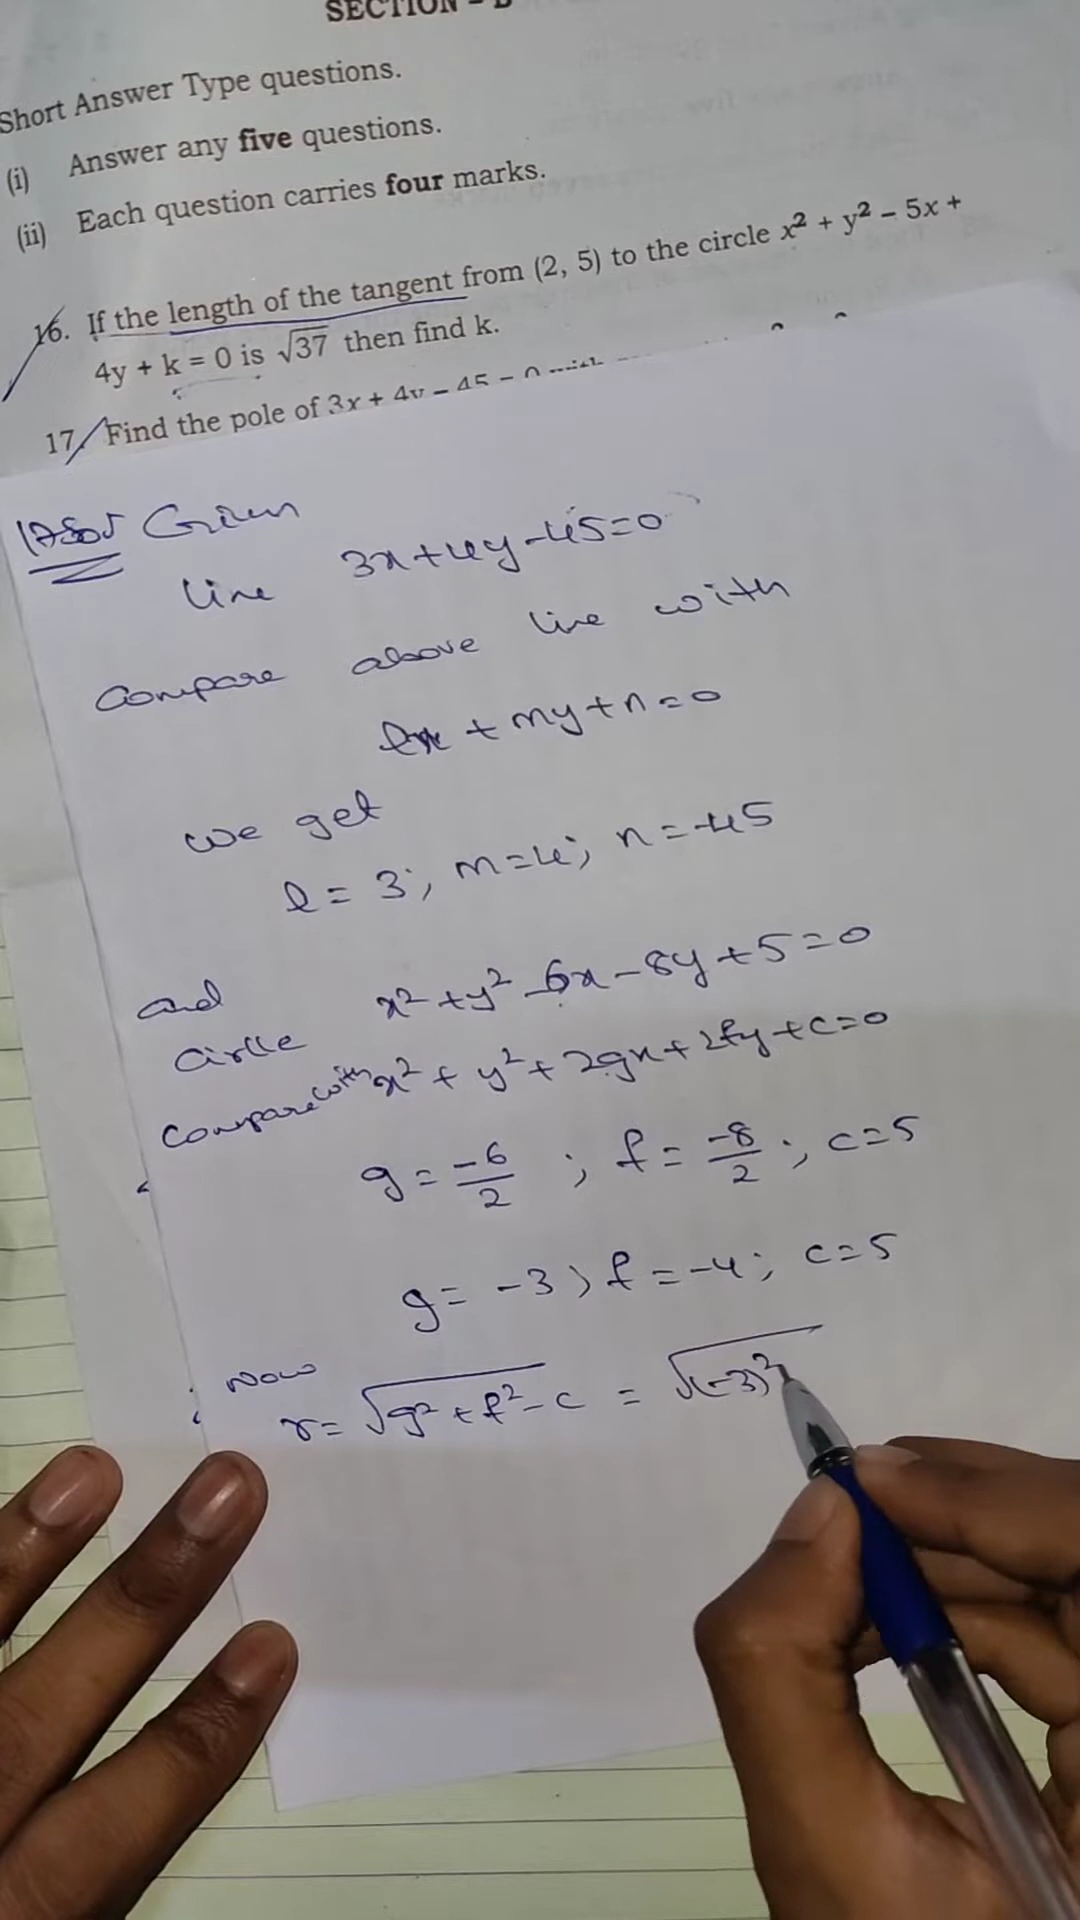 SECTION - B
Short Answer Type questions.
(i) Answer any five questions.
(ii) Each question carries four marks.
16. If the length of the tangent from (2, 5) to the circle x² + y² – 5x +
4y + k = 0 is √37 then find k.
17. Find the pole of 3x + 4y – 45 = 0 with
17 Sol Given
line 3x+4y-45=0
Compare above line with
lx + my + n = 0
we get
l = 3; m=4; n=-45
and x² + y² - 6x - 8y + 5 = 0
circle
Compare with x² + y² + 2gx + 2fy + c = 0
g = -6/2 ; f = -8/2 ; c=5
g = -3 ; f = -4 ; c=5
Now
r = √g² + f² - c = √(-3)²